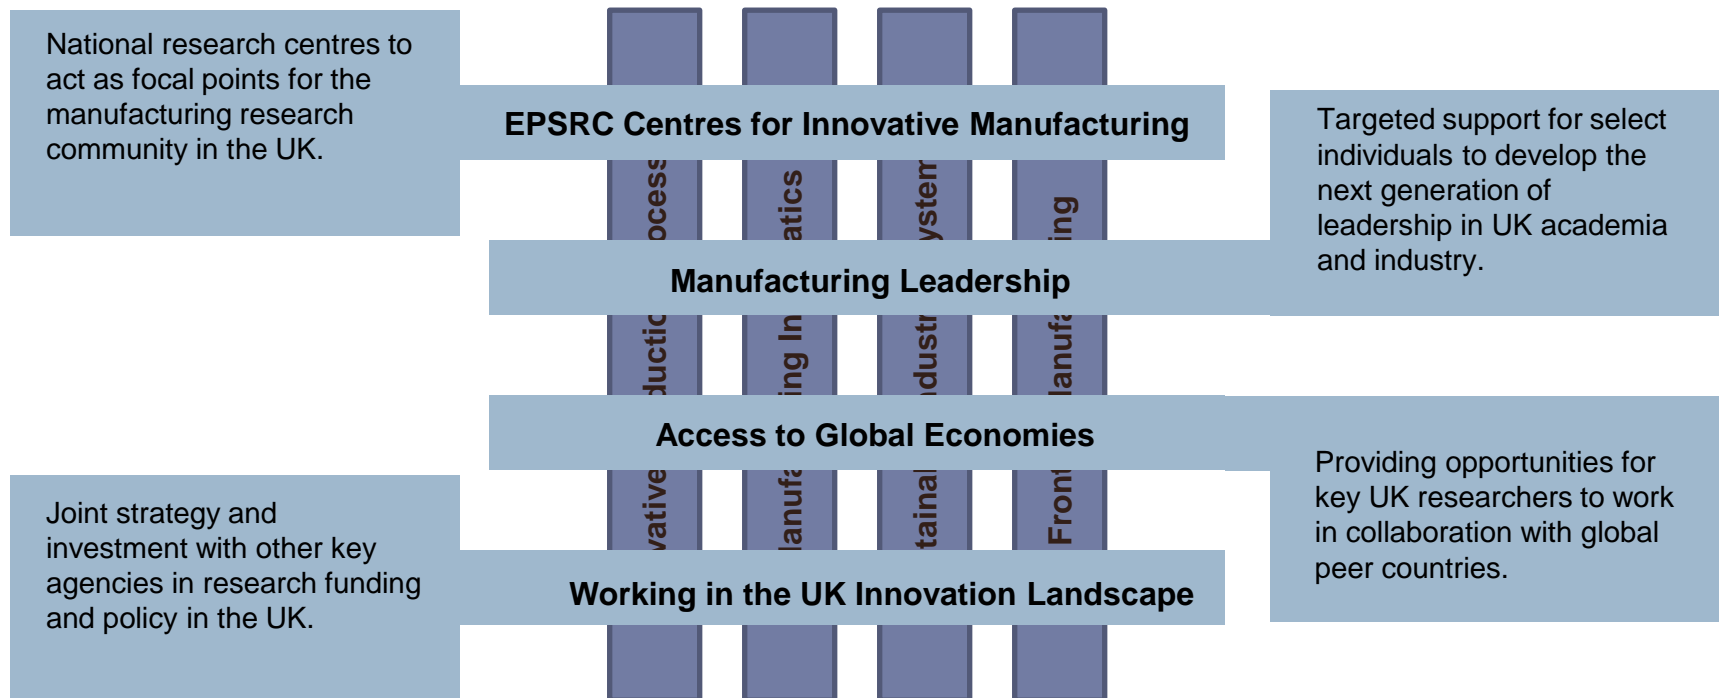 National research centres to
act as focal points for the
manufacturing research
community in the UK.
EPSRC Centres for Innovative Manufacturing
Targeted support for select
individuals to develop the
next generation of
leadership in UK academia
and industry.
Manufacturing Leadership
Access to Global Economies
Providing opportunities for
key UK researchers to work
in collaboration with global
peer countries.
Joint strategy and
investment with other key
agencies in research funding
and policy in the UK.
Working in the UK Innovation Landscape